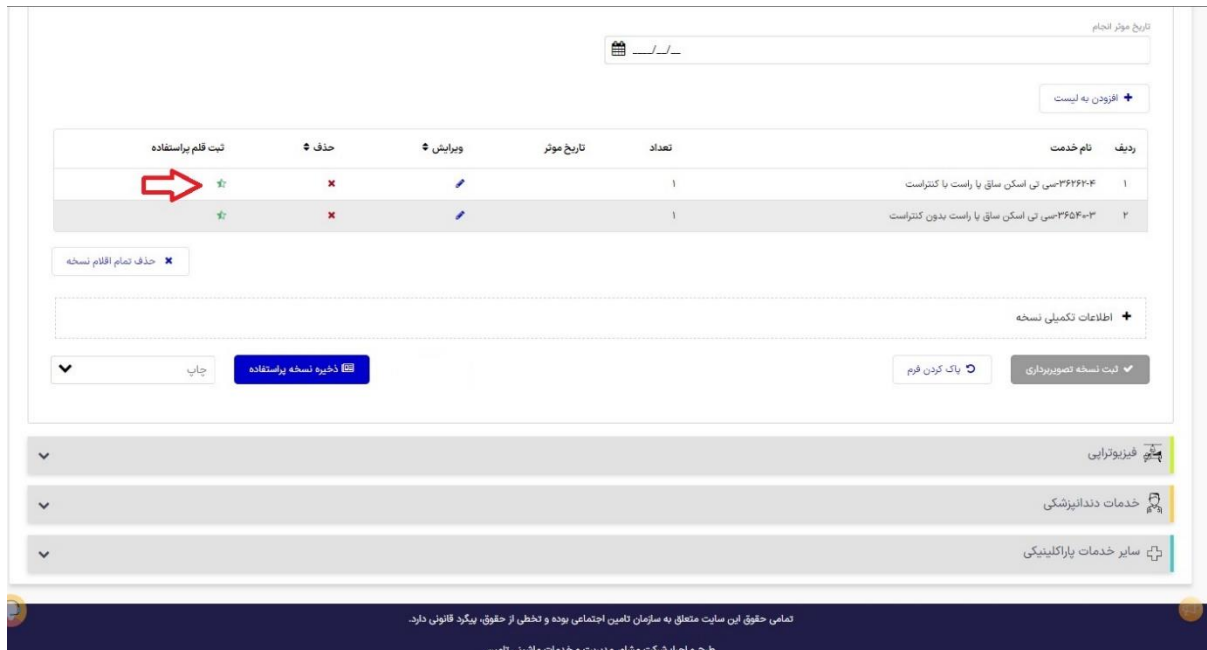 تاریخ موثر انجام
__/__/____
افزودن به لیست
ردیف نام خدمت تعداد تاریخ موثر ویرایش حذف ثبت قلم پراستفاده
۱ ۳۶۲۶۲-۴-سی تی اسکن ساق پا راست با کنتراست ۱
۲ ۳۶۵۴۰-۳-سی تی اسکن ساق پا راست بدون کنتراست ۱
حذف تمام اقلام نسخه
اطلاعات تکمیلی نسخه
ثبت نسخه تصویربرداری پاک کردن فرم ذخیره نسخه پراستفاده چاپ
فیزیوتراپی
خدمات دندانپزشکی
سایر خدمات پاراکلینیکی
تمامی حقوق این سایت متعلق به سازمان تامین اجتماعی بوده و تخطی از حقوق، پیگرد قانونی دارد.